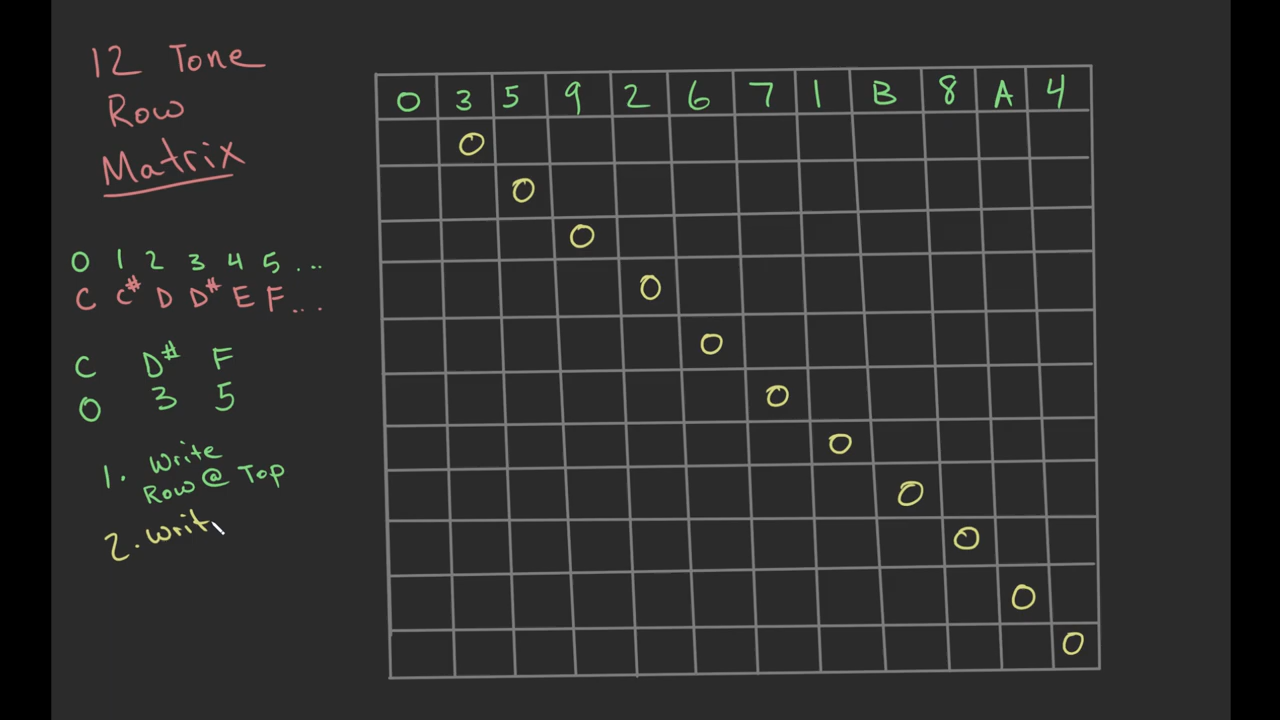 12 Tone
Row
Matrix
0 1 2 3 4 5 ...
C C# D D# E F ...
C D# F
0 3 5
1. Write
Row @ Top
2. Writ
0 3 5 9 2 6 7 1 B 8 A 4
0
0
0
0
0
0
0
0
0
0
0